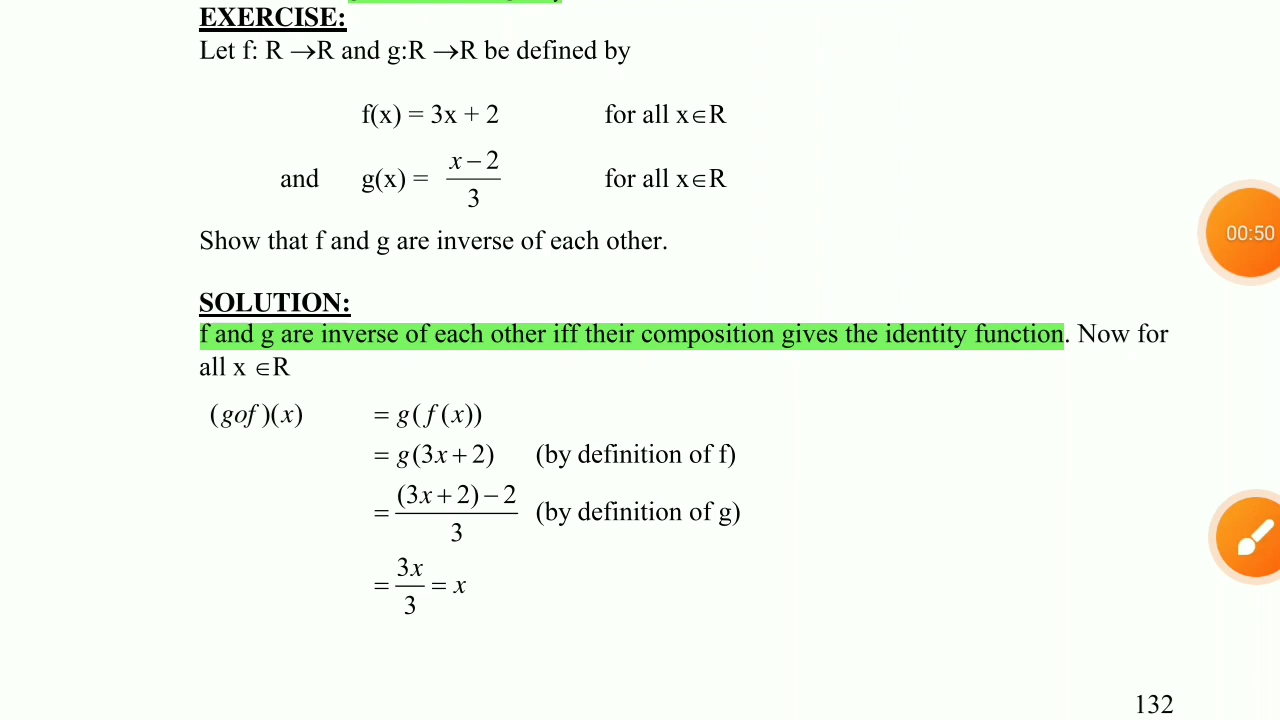 EXERCISE:
Let f: R →R and g:R →R be defined by
f(x) = 3x + 2 for all x∈R
and g(x) = \frac{x-2}{3} for all x∈R
Show that f and g are inverse of each other.
SOLUTION:
f and g are inverse of each other iff their composition gives the identity function. Now for
all x ∈R
(gof)(x) = g(f(x))
= g(3x+2) (by definition of f)
= \frac{(3x+2)-2}{3} (by definition of g)
= \frac{3x}{3} = x
132
00:50